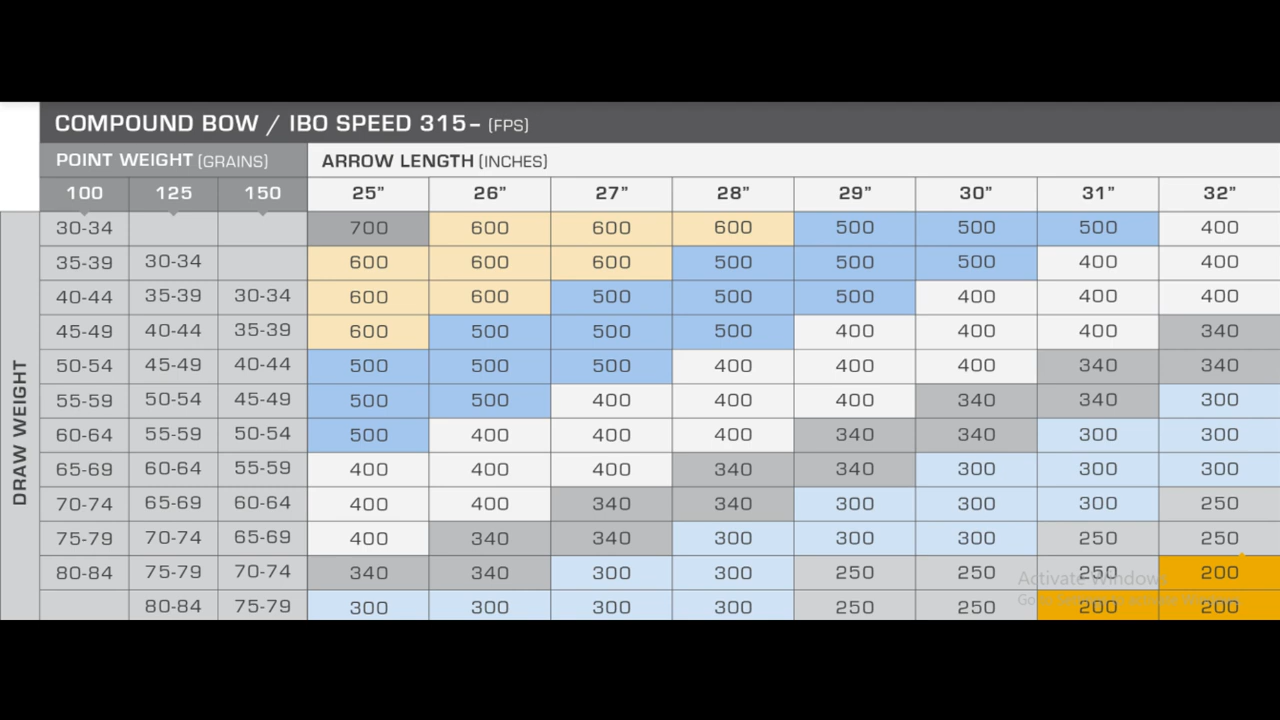 COMPOUND BOW / IBO SPEED 315- (FPS)
POINT WEIGHT (GRAINS) ARROW LENGTH (INCHES)
100 125 150 25” 26” 27” 28” 29” 30” 31” 32”
DRAW WEIGHT
30-34 700 600 600 600 500 500 500 400
35-39 30-34 600 600 600 500 500 500 400 400
40-44 35-39 30-34 600 600 500 500 500 400 400 400
45-49 40-44 35-39 600 500 500 500 400 400 400 340
50-54 45-49 40-44 500 500 500 400 400 400 340 340
55-59 50-54 45-49 500 500 400 400 400 340 340 300
60-64 55-59 50-54 500 400 400 400 340 340 300 300
65-69 60-64 55-59 400 400 400 340 340 300 300 300
70-74 65-69 60-64 400 400 340 340 300 300 300 250
75-79 70-74 65-69 400 340 340 300 300 300 250 250
80-84 75-79 70-74 340 340 300 300 250 250 250 200
Activate Windows
80-84 75-79 300 300 300 300 250 250 200 200